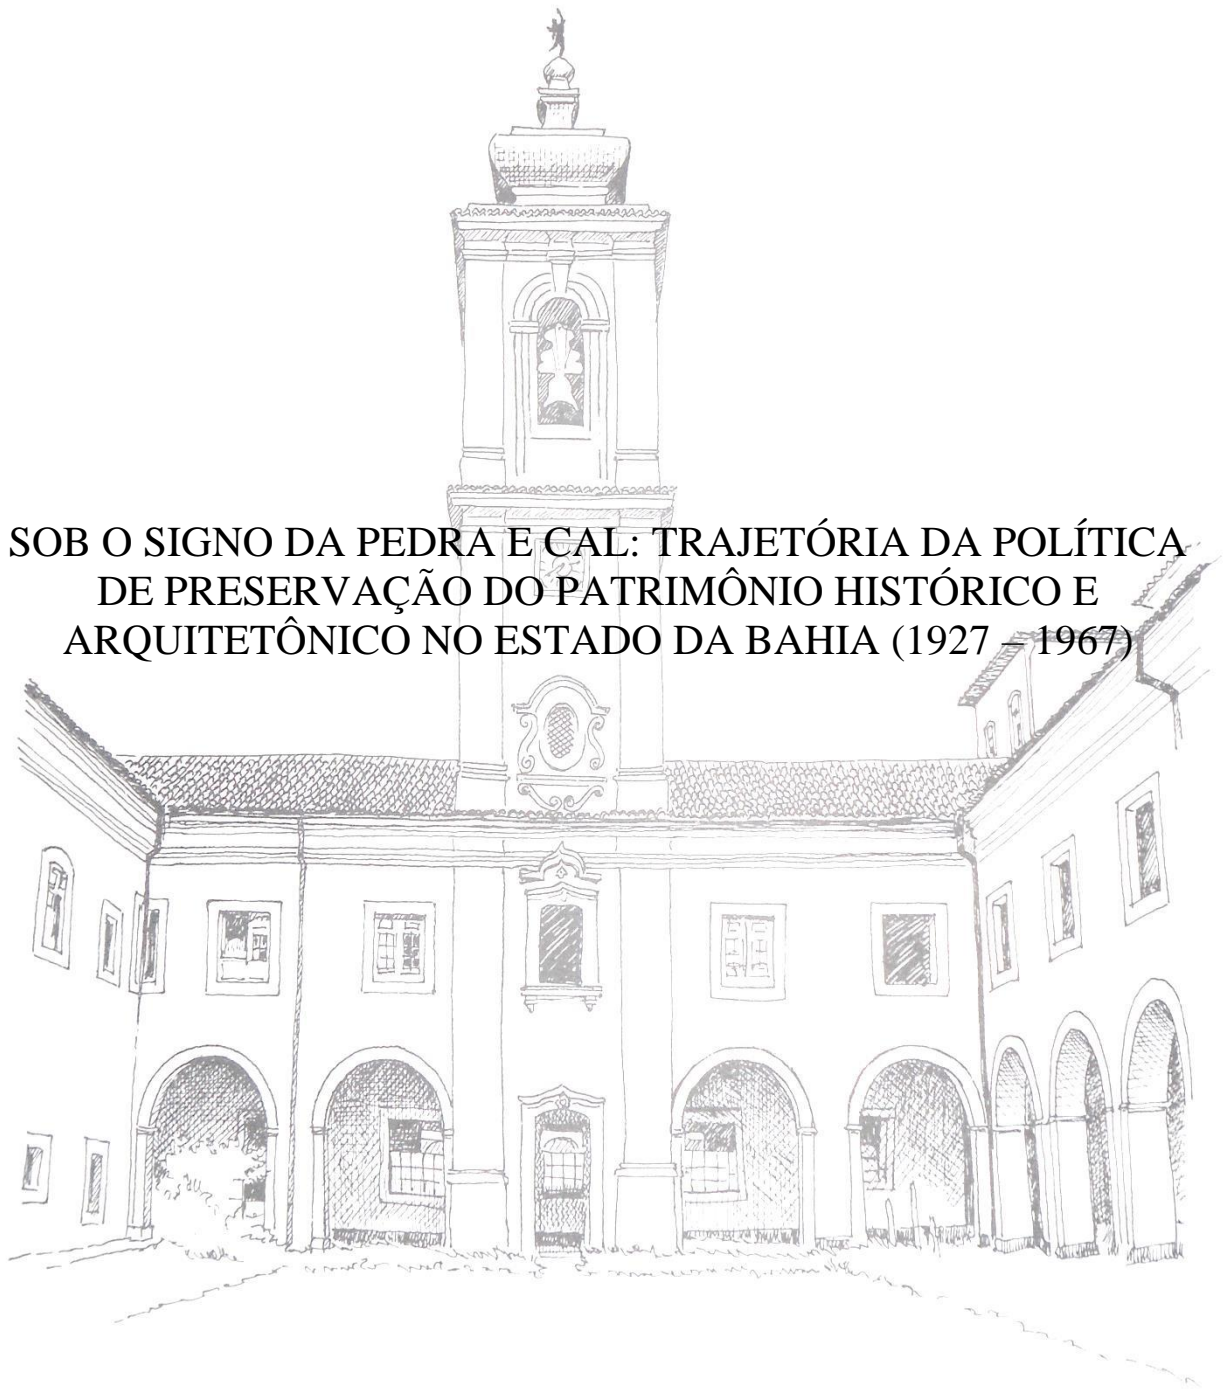 SOB O SIGNO DA PEDRA E CAL: TRAJETÓRIA DA POLÍTICA
DE PRESERVAÇÃO DO PATRIMÔNIO HISTÓRICO E
ARQUITETÔNICO NO ESTADO DA BAHIA (1927 – 1967)